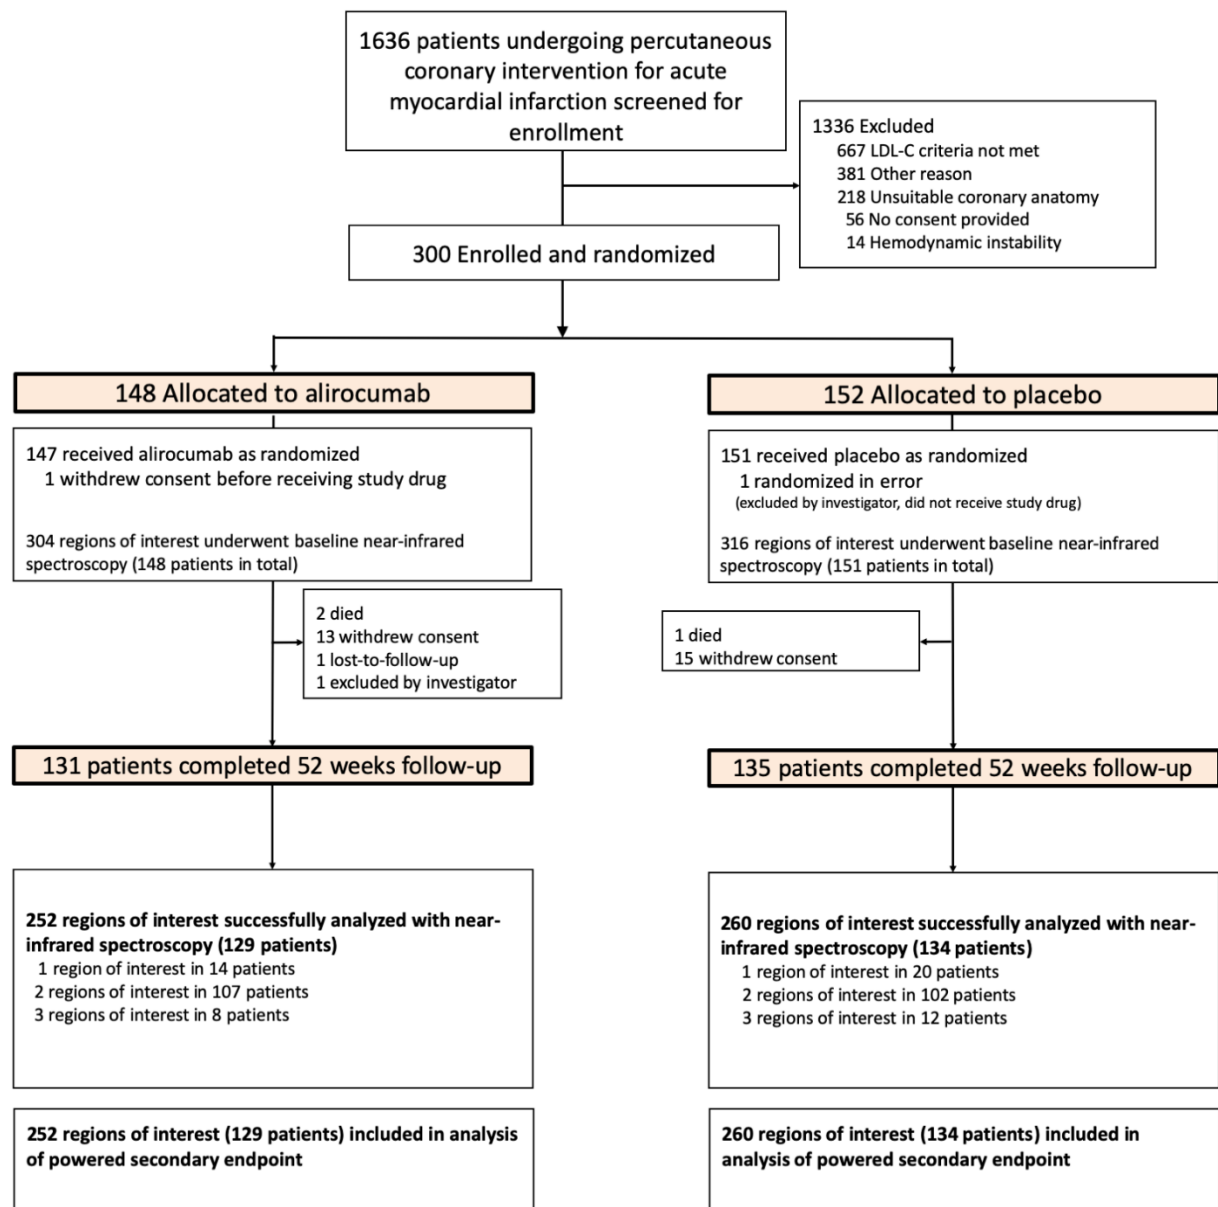 1636 patients undergoing percutaneous
coronary intervention for acute
myocardial infarction screened for
enrollment
1336 Excluded
667 LDL-C criteria not met
381 Other reason
218 Unsuitable coronary anatomy
56 No consent provided
14 Hemodynamic instability
300 Enrolled and randomized
148 Allocated to alirocumab
147 received alirocumab as randomized
1 withdrew consent before receiving study drug
304 regions of interest underwent baseline near-infrared
spectroscopy (148 patients in total)
2 died
13 withdrew consent
1 lost-to-follow-up
1 excluded by investigator
131 patients completed 52 weeks follow-up
252 regions of interest successfully analyzed with near-
infrared spectroscopy (129 patients)
1 region of interest in 14 patients
2 regions of interest in 107 patients
3 regions of interest in 8 patients
252 regions of interest (129 patients) included in analysis
of powered secondary endpoint
152 Allocated to placebo
151 received placebo as randomized
1 randomized in error
(excluded by investigator, did not receive study drug)
316 regions of interest underwent baseline near-infrared
spectroscopy (151 patients in total)
1 died
15 withdrew consent
135 patients completed 52 weeks follow-up
260 regions of interest successfully analyzed with near-
infrared spectroscopy (134 patients)
1 region of interest in 20 patients
2 regions of interest in 102 patients
3 regions of interest in 12 patients
260 regions of interest (134 patients) included in
analysis of powered secondary endpoint